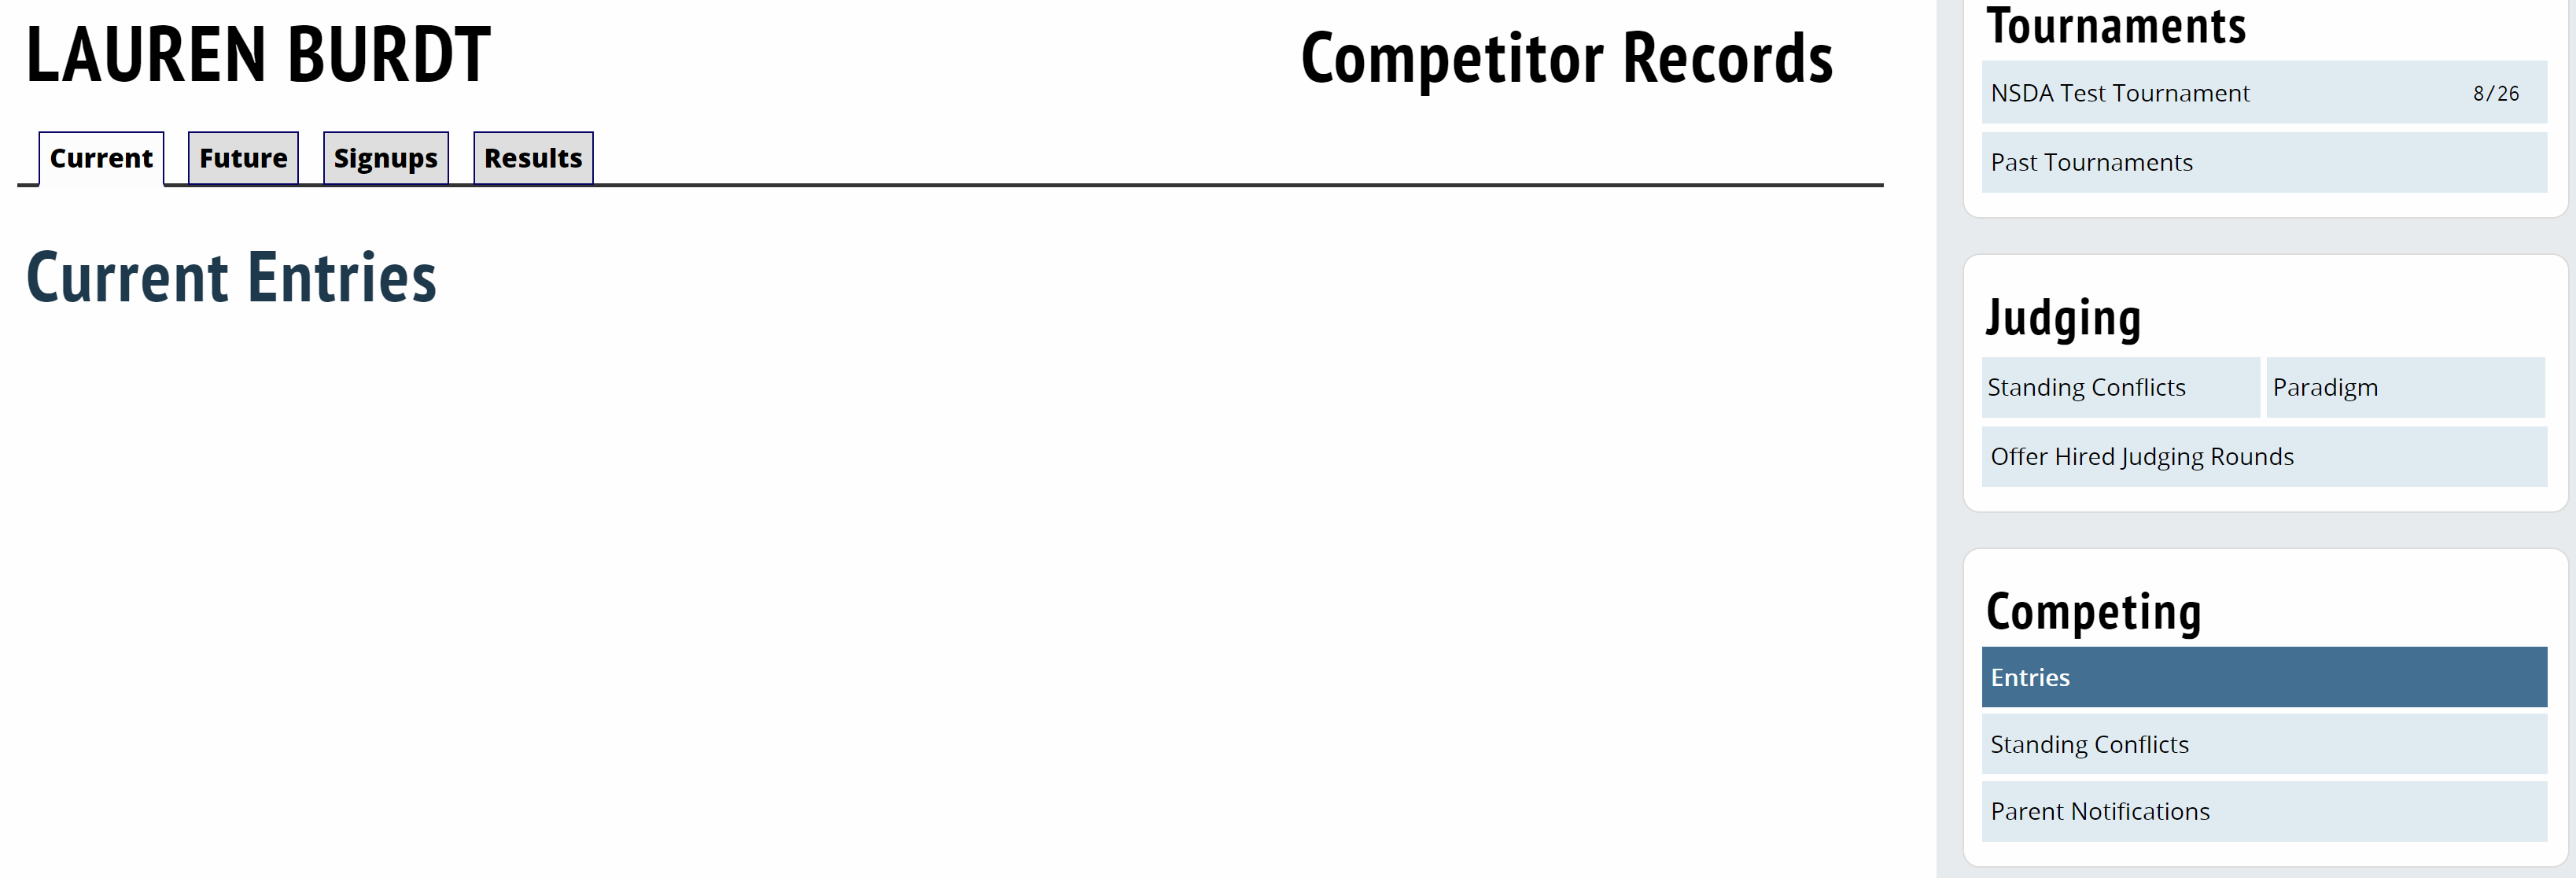 LAUREN BURDT
Competitor Records
Current
Future
Signups
Results
Current Entries
Tournaments
NSDA Test Tournament 8/26
Past Tournaments
Judging
Standing Conflicts
Paradigm
Offer Hired Judging Rounds
Competing
Entries
Standing Conflicts
Parent Notifications